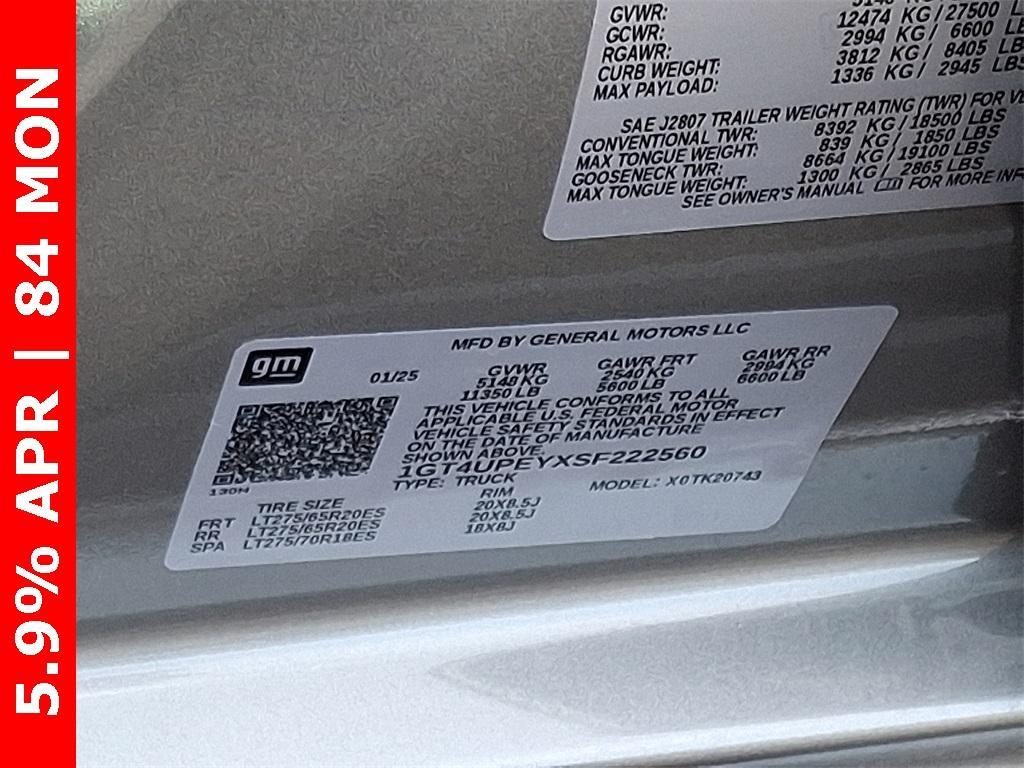 5.9% APR | 84 MON
GVWR:
GCWR: 12474 KG/27500 LB
RGAWR: 2994 KG/ 6600 LB
CURB WEIGHT: 3812 KG/ 8405 LBS
MAX PAYLOAD: 1336 KG/ 2945 LBS
SAE J2807 TRAILER WEIGHT RATING (TWR) FOR
CONVENTIONAL TWR: 8392 KG/18500 LBS
MAX TONGUE WEIGHT: 839 KG/ 1850 LBS
GOOSENECK TWR: 8664 KG/19100 LBS
MAX TONGUE WEIGHT: 1300 KG/ 2865 LBS
SEE OWNER'S MANUAL FOR MORE INF
gm
MFD BY GENERAL MOTORS LLC
01/25
GVWR GAWR FRT GAWR RR
5148 KG 2540 KG 2994 KG
11350 LB 5600 LB 6600 LB
THIS VEHICLE CONFORMS TO ALL
APPLICABLE U.S. FEDERAL MOTOR
VEHICLE SAFETY STANDARDS IN EFFECT
ON THE DATE OF MANUFACTURE
SHOWN ABOVE.
1GT4UPEYXSF222560
130H
TYPE: TRUCK MODEL: X0TK20743
TIRE SIZE RIM
FRT LT275/65R20ES 20X8.5J
RR LT275/65R20ES 20X8.5J
SPA LT275/70R18ES 18X8J